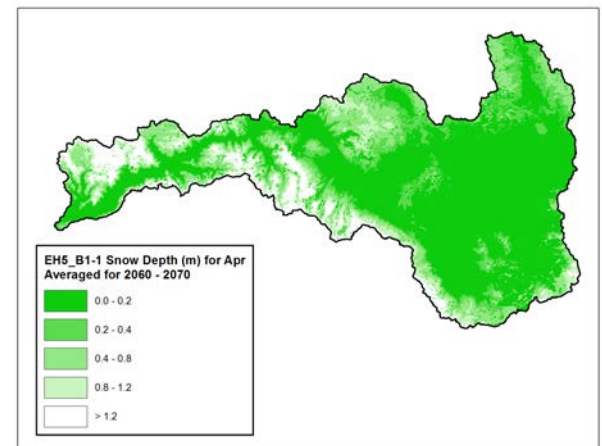 EH5_B1-1 Snow Depth (m) for Apr
Averaged for 2060 - 2070
0.0 - 0.2
0.2 - 0.4
0.4 - 0.8
0.8 - 1.2
> 1.2